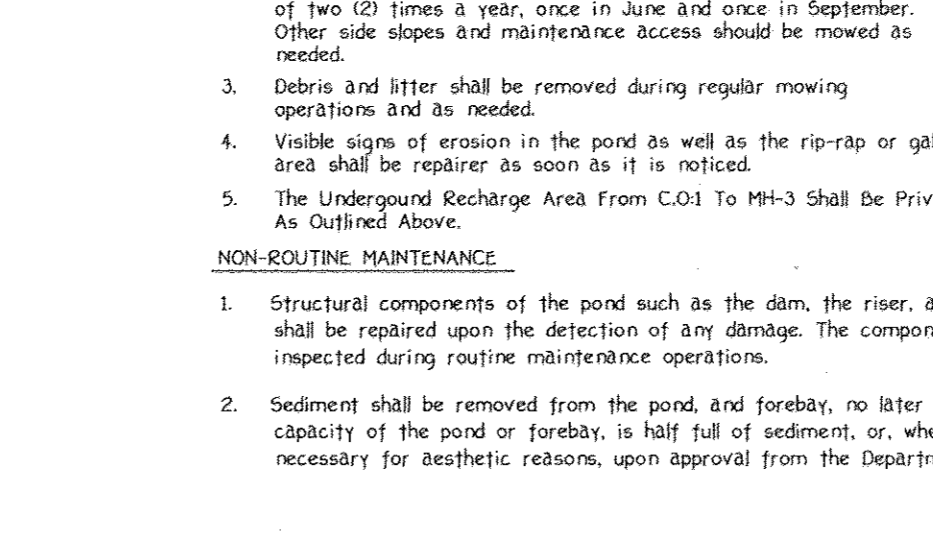 of two (2) times a year, once in June and once in September.
Other side slopes and maintenance access should be mowed as
needed.
3. Debris and litter shall be removed during regular mowing
operations and as needed.
4. Visible signs of erosion in the pond as well as the rip-rap or
area shall be repairer as soon as it is noticed.
5. The Undergound Recharge Area From C.O:1 To MH-3 Shall Be
As Outlined Above.
NON-ROUTINE MAINTENANCE
1. Structural components of the pond such as the dam, the riser,
shall be repaired upon the detection of any damage. The
inspected during routine maintenance operations.
2. Sediment shall be removed from the pond, and forebay, no later
capacity of the pond or forebay, is half full of sediment, or,
necessary for aesthetic reasons, upon approval from the